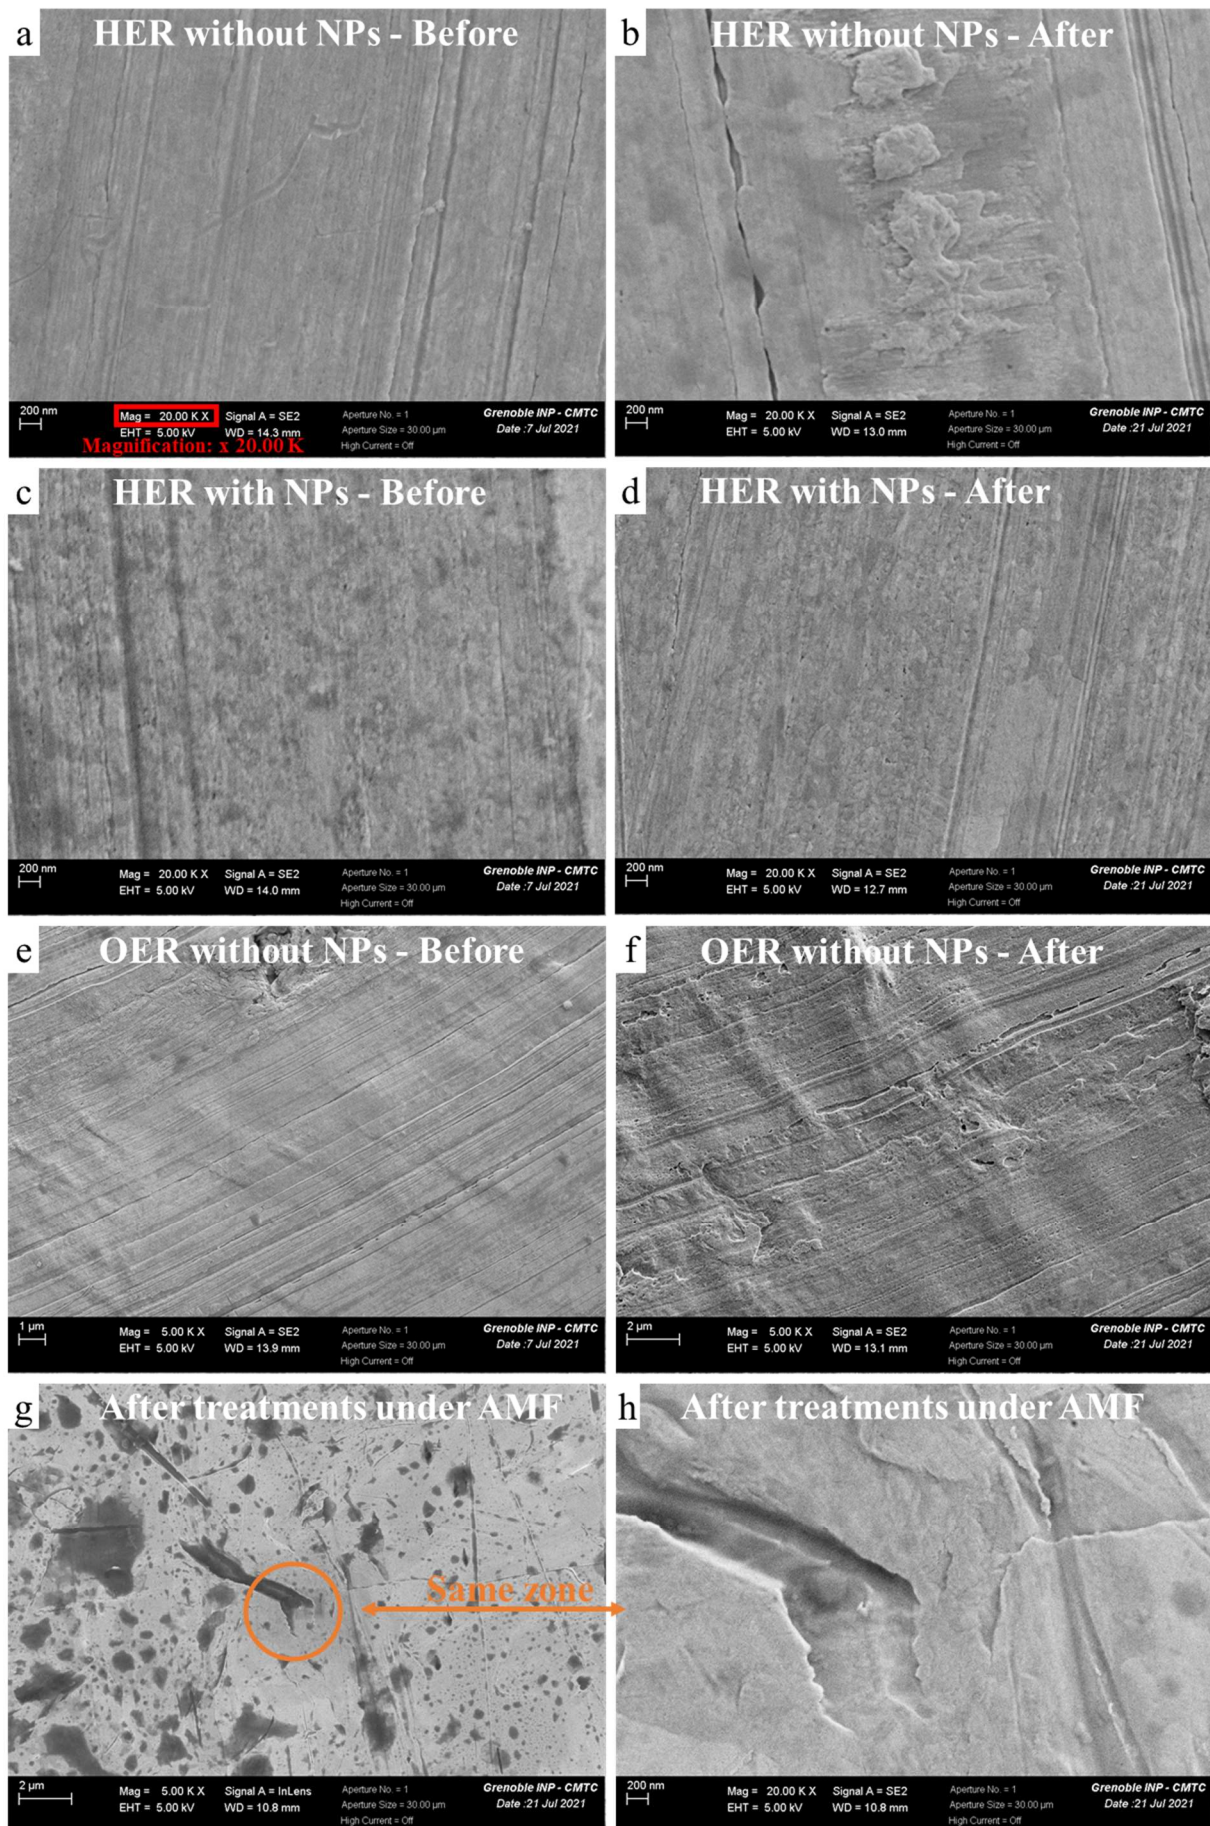 a HER without NPs - Before
200 nm Mag = 20.00 K X Signal A = SE2 Aperture No. = 1 Grenoble INP - CMTC
EHT = 5.00 kV WD = 14.3 mm Aperture Size = 30.00 µm Date :7 Jul 2021
Magnification: x 20.00 K High Current = Off
b HER without NPs - After
200 nm Mag = 20.00 K X Signal A = SE2 Aperture No. = 1 Grenoble INP - CMTC
EHT = 5.00 kV WD = 13.0 mm Aperture Size = 30.00 µm Date :21 Jul 2021
High Current = Off
c HER with NPs - Before
200 nm Mag = 20.00 K X Signal A = SE2 Aperture No. = 1 Grenoble INP - CMTC
EHT = 5.00 kV WD = 14.0 mm Aperture Size = 30.00 µm Date :7 Jul 2021
High Current = Off
d HER with NPs - After
200 nm Mag = 20.00 K X Signal A = SE2 Aperture No. = 1 Grenoble INP - CMTC
EHT = 5.00 kV WD = 12.7 mm Aperture Size = 30.00 µm Date :21 Jul 2021
High Current = Off
e OER without NPs - Before
1 µm Mag = 5.00 K X Signal A = SE2 Aperture No. = 1 Grenoble INP - CMTC
EHT = 5.00 kV WD = 13.9 mm Aperture Size = 30.00 µm Date :7 Jul 2021
High Current = Off
f OER without NPs - After
2 µm Mag = 5.00 K X Signal A = SE2 Aperture No. = 1 Grenoble INP - CMTC
EHT = 5.00 kV WD = 13.1 mm Aperture Size = 30.00 µm Date :21 Jul 2021
High Current = Off
g After treatments under AMF
Same zone
2 µm Mag = 5.00 K X Signal A = InLens Aperture No. = 1 Grenoble INP - CMTC
EHT = 5.00 kV WD = 10.8 mm Aperture Size = 30.00 µm Date :21 Jul 2021
High Current = Off
h After treatments under AMF
200 nm Mag = 20.00 K X Signal A = SE2 Aperture No. = 1 Grenoble INP - CMTC
EHT = 5.00 kV WD = 10.8 mm Aperture Size = 30.00 µm Date :21 Jul 2021
High Current = Off